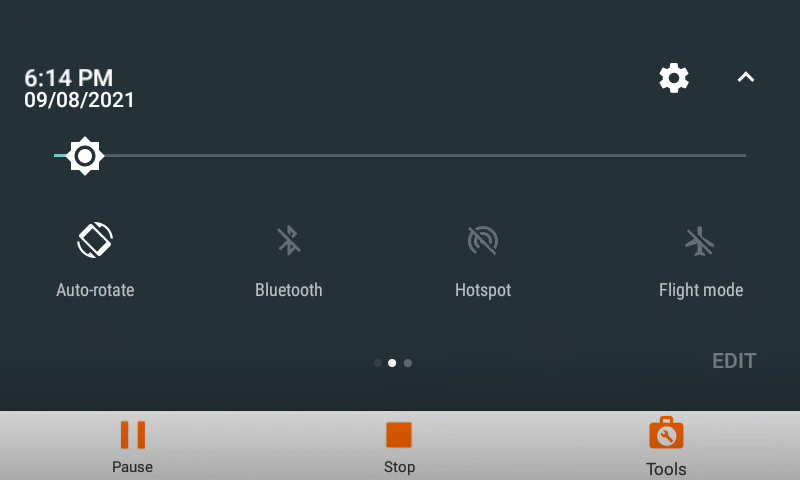 6:14 PM
09/08/2021
Auto-rotate
Bluetooth
Hotspot
Flight mode
EDIT
Pause
Stop
Tools